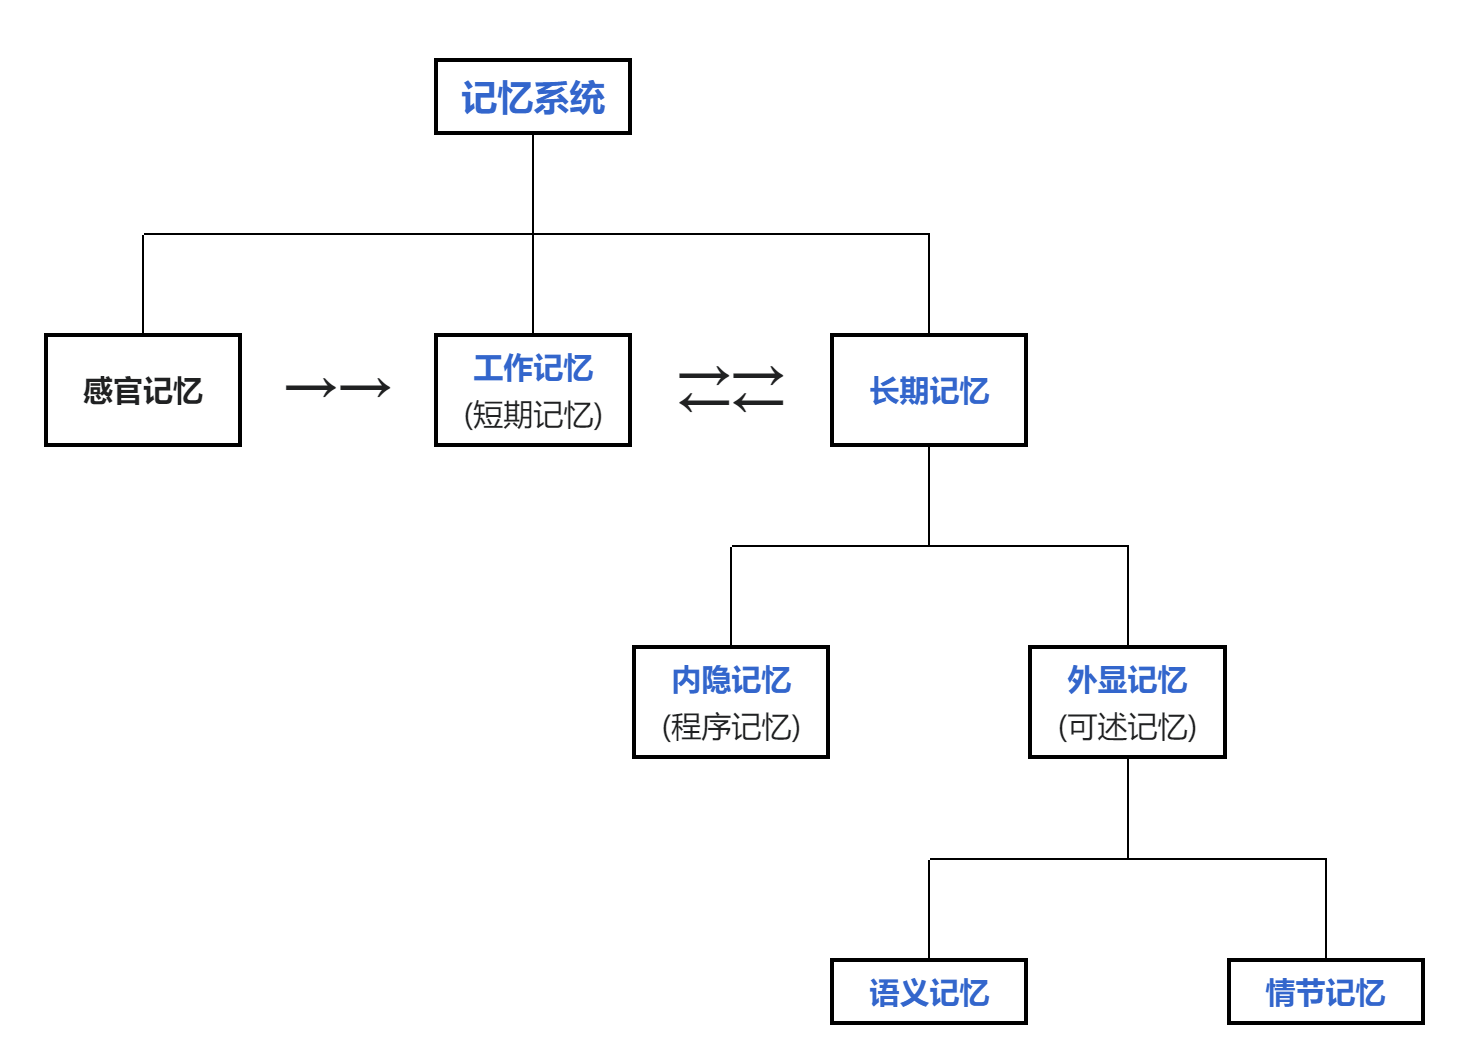 记忆系统
感官记忆
→→
工作记忆
(短期记忆)
→→
←←
长期记忆
内隐记忆
(程序记忆)
外显记忆
(可述记忆)
语义记忆
情节记忆